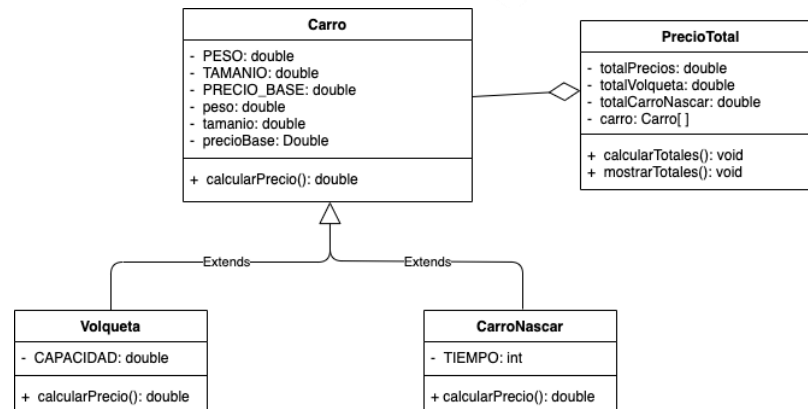 Carro
- PESO: double
- TAMANIO: double
- PRECIO_BASE: double
- peso: double
- tamanio: double
- precioBase: Double
+ calcularPrecio(): double
PrecioTotal
- totalPrecios: double
- totalVolqueta: double
- totalCarroNascar: double
- carro: Carro[ ]
+ calcularTotales(): void
+ mostrarTotales(): void
Extends
Extends
Volqueta
- CAPACIDAD: double
+ calcularPrecio(): double
CarroNascar
- TIEMPO: int
+ calcularPrecio(): double